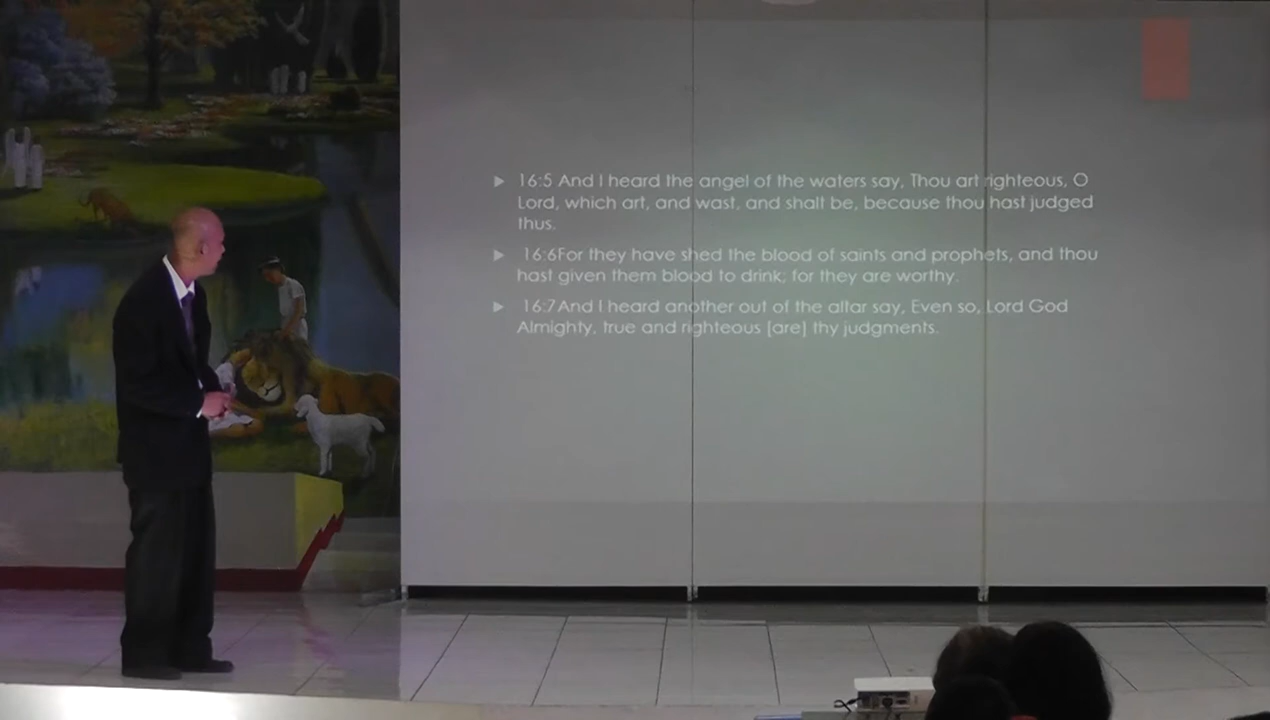 16:5 And I heard the angel of the waters say, Thou art righteous, O
Lord, which art, and wast, and shalt be, because thou hast judged
thus.
16:6For they have shed the blood of saints and prophets, and thou
hast given them blood to drink; for they are worthy.
16:7And I heard another out of the altar say, Even so, Lord God
Almighty, true and righteous [are] thy judgments.